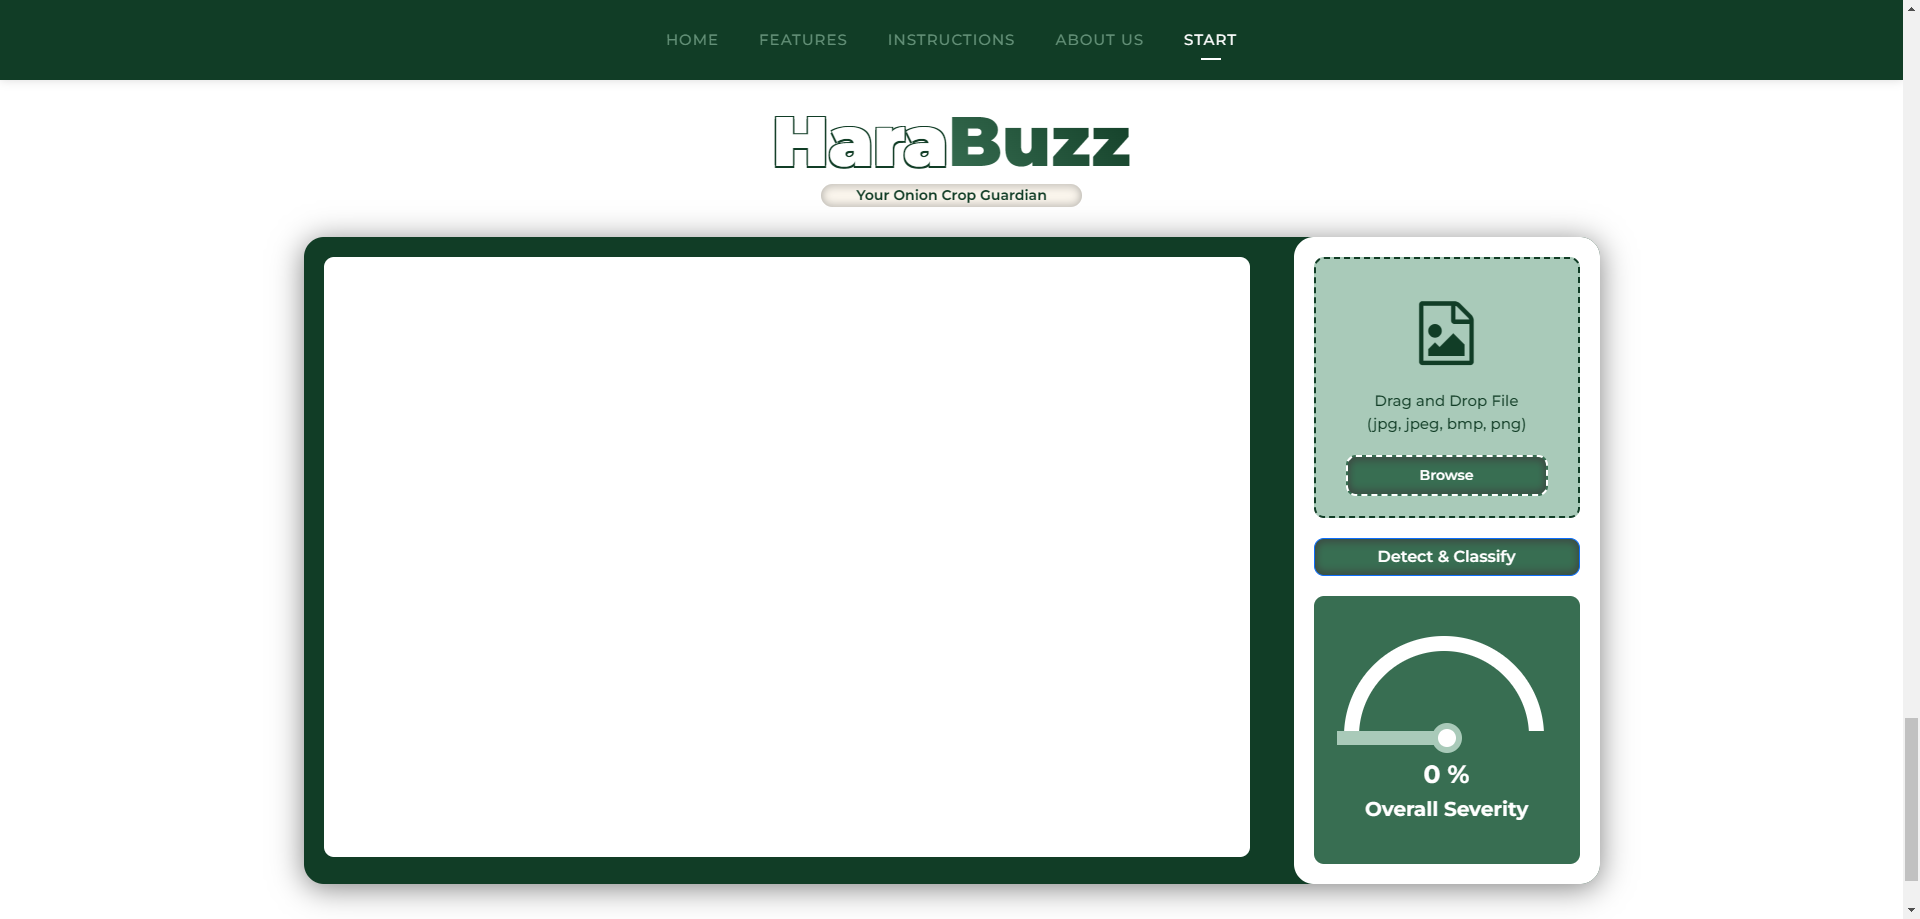 HOME FEATURES INSTRUCTIONS ABOUT US START
HaraBuzz
Your Onion Crop Guardian
Drag and Drop File
(jpg, jpeg, bmp, png)
Browse
Detect & Classify
0 %
Overall Severity